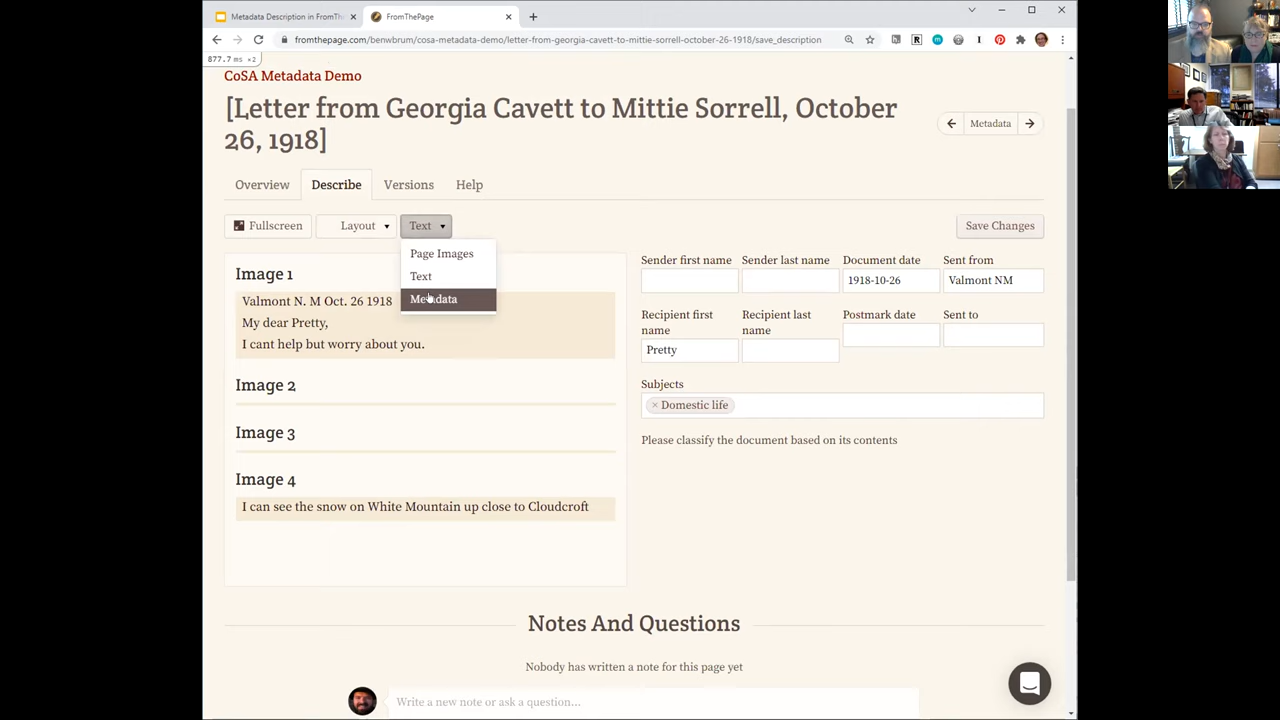 Metadata Description in FromTh
FromThePage
fromthepage.com/benwbrum/cosa-metadata-demo/letter-from-georgia-cavett-to-mittie-sorrell-october-26-1918/save_description
877.7 ms ×2
CoSA Metadata Demo
[Letter from Georgia Cavett to Mittie Sorrell, October
26, 1918]
Metadata
Overview
Describe
Versions
Help
Fullscreen
Layout
Text
Save Changes
Page Images
Text
Metadata
Image 1
Valmont N. M Oct. 26 1918
My dear Pretty,
I cant help but worry about you.
Image 2
Image 3
Image 4
I can see the snow on White Mountain up close to Cloudcroft
Sender first name
Sender last name
Document date
Sent from
1918-10-26
Valmont NM
Recipient first
name
Recipient last
name
Postmark date
Sent to
Pretty
Subjects
× Domestic life
Please classify the document based on its contents
Notes And Questions
Nobody has written a note for this page yet
Write a new note or ask a question...